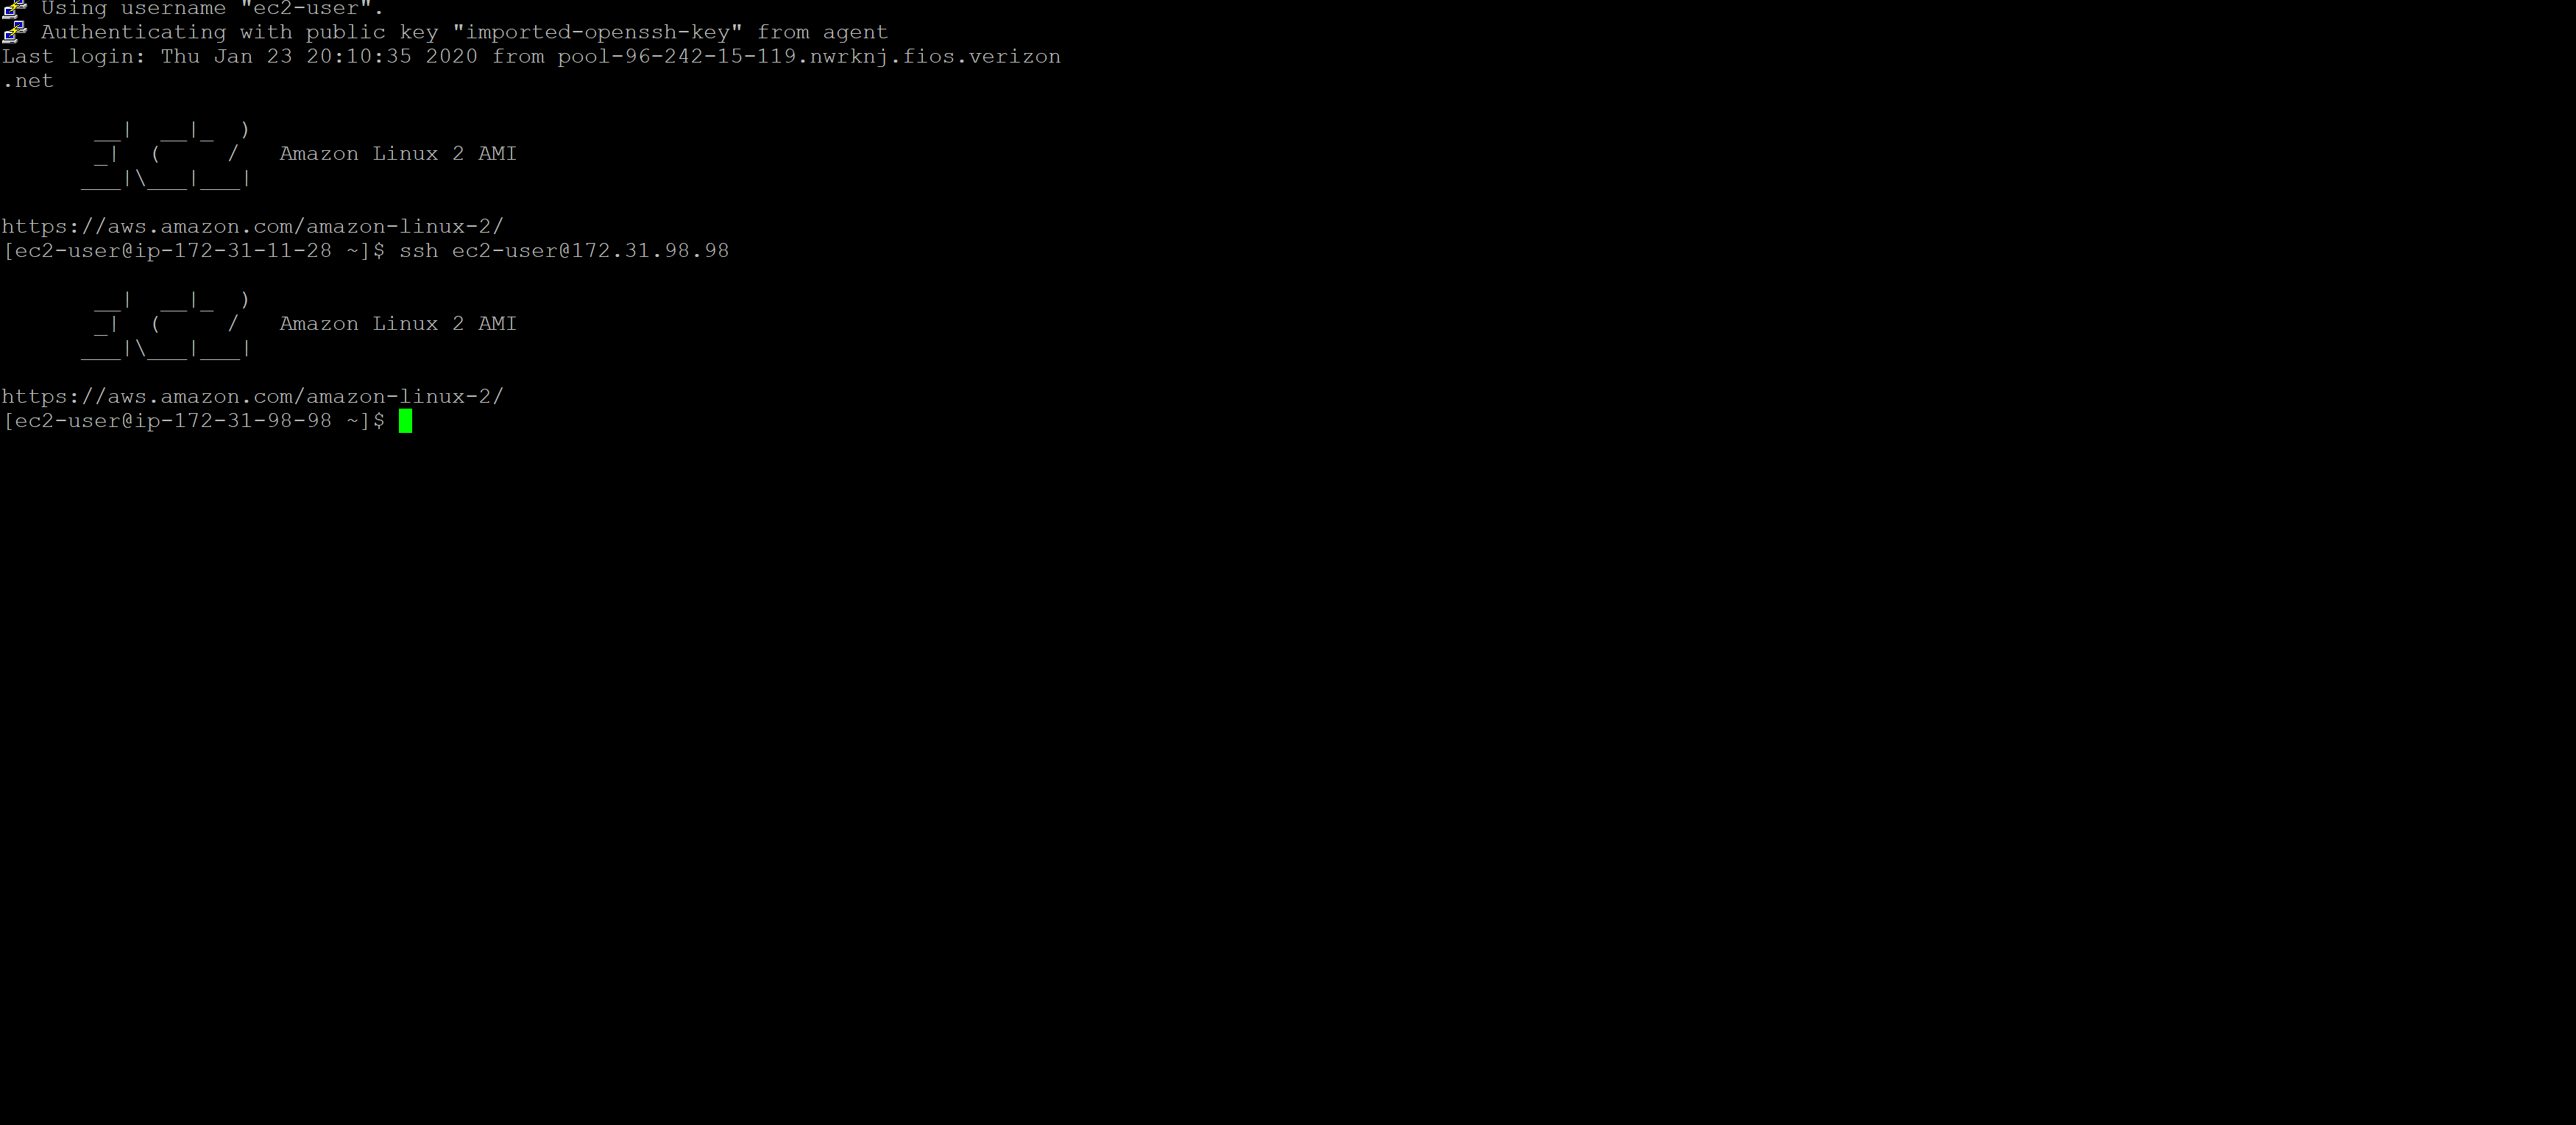 Using username "ec2-user".
Authenticating with public key "imported-openssh-key" from agent
Last login: Thu Jan 23 20:10:35 2020 from pool-96-242-15-119.nwrknj.fios.verizon
.net
       __|  __|_  )
       _|  (     /   Amazon Linux 2 AMI
      ___|\___|___|
https://aws.amazon.com/amazon-linux-2/
[ec2-user@ip-172-31-11-28 ~]$ ssh ec2-user@172.31.98.98
       __|  __|_  )
       _|  (     /   Amazon Linux 2 AMI
      ___|\___|___|
https://aws.amazon.com/amazon-linux-2/
[ec2-user@ip-172-31-98-98 ~]$